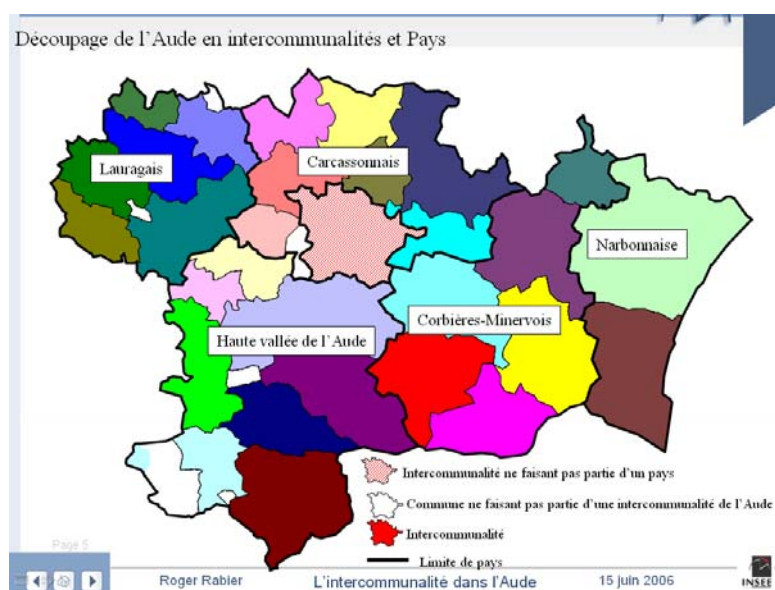 Découpage de l'Aude en intercommunalités et Pays
Lauragais
Carcassonnais
Narbonnaise
Haute vallée de l'Aude
Corbières-Minervois
Intercommunalité ne faisant pas partie d'un pays
Commune ne faisant pas partie d'une intercommunalité de l'Aude
Intercommunalité
Limite de pays
Page 5
Roger Rabier
L'intercommunalité dans l'Aude
15 juin 2006
INSEE